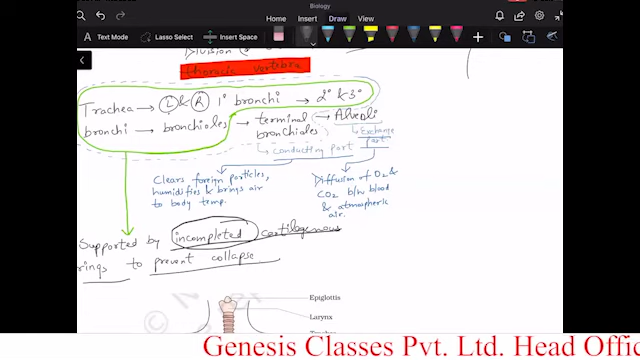 Biology
Home Insert Draw View
Text Mode Lasso Select Insert Space
Division @
thoracic vertebra
Trachea → L & R 1° bronchi → 2° & 3°
bronchi → bronchioles → terminal bronchioles → Alveoli
Exchange part
Conducting part
Clears foreign particles,
humidifies & brings air
to body temp.
Diffusion of O2 &
CO2 b/w blood
& atmospheric
air.
Supported by incompleted cartilagenous
rings to prevent collapse
Epiglottis
Larynx
Genesis Classes Pvt. Ltd. Head Offic